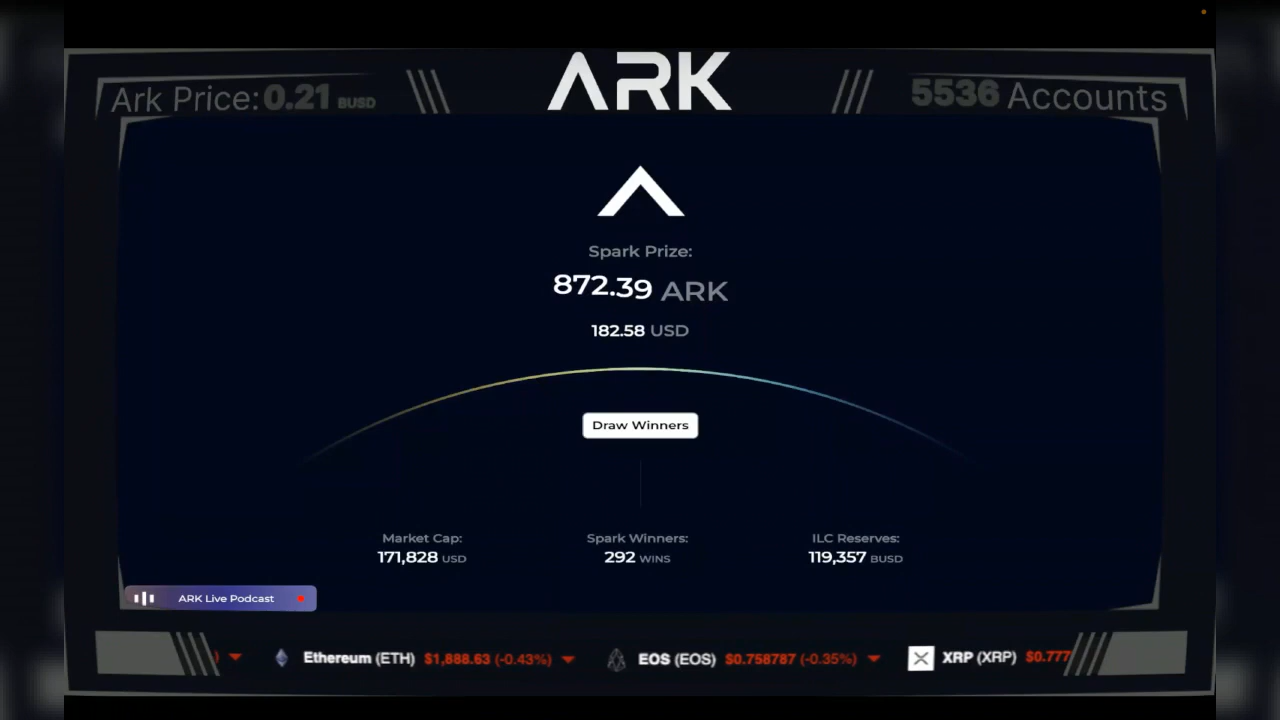 ARK
Ark Price: 0.21 BUSD
5536 Accounts
Spark Prize:
872.39 ARK
182.58 USD
Draw Winners
Market Cap:
171,828 USD
Spark Winners:
292 WINS
ILC Reserves:
119,357 BUSD
ARK Live Podcast
) Ethereum (ETH) $1,888.63 (-0.43%) EOS (EOS) $0.758787 (-0.35%) XRP (XRP) $0.777